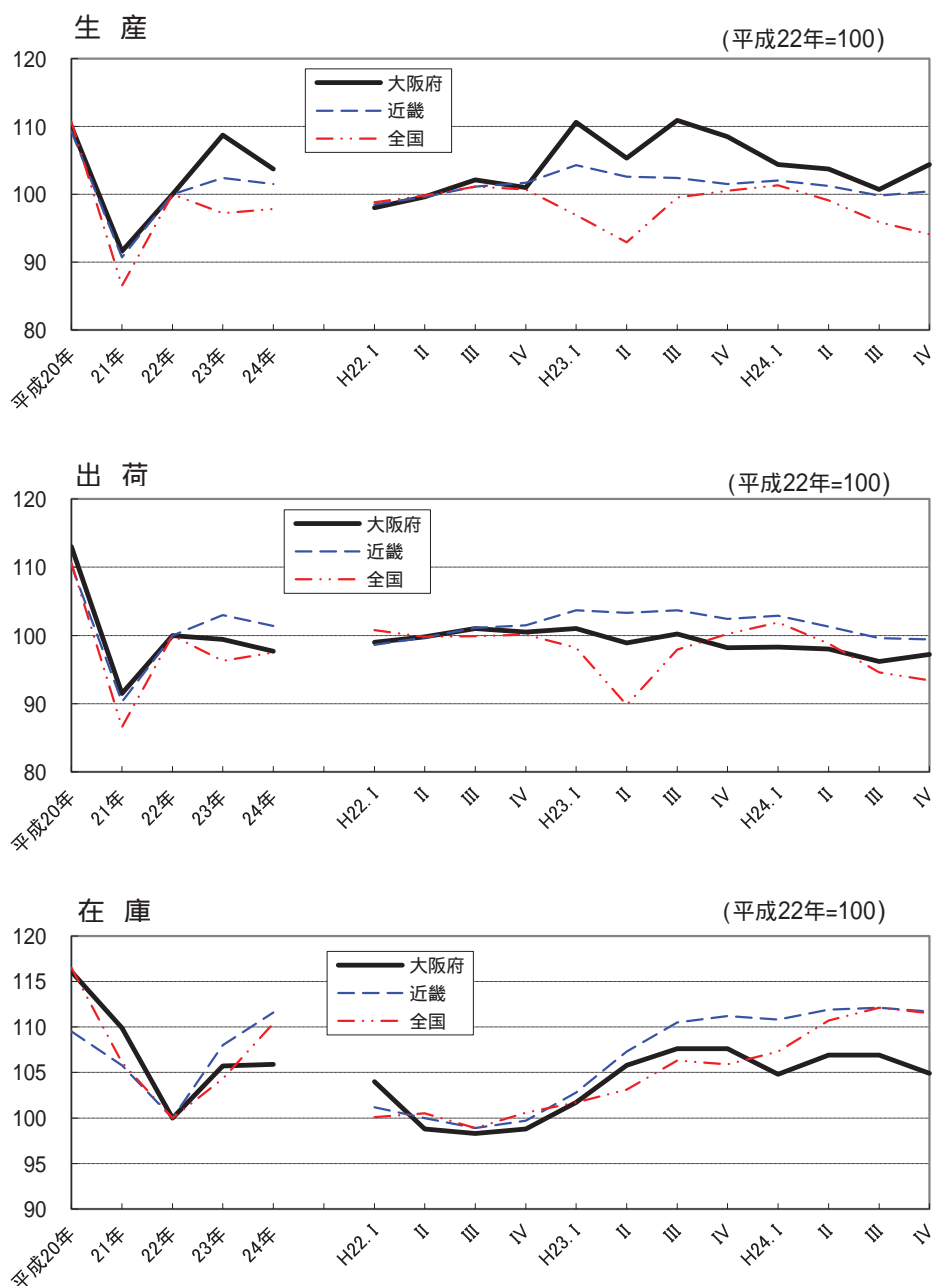 生 産
(平成22年=100)
大阪府
近畿
全国
120
110
100
90
80
平成20年 21年 22年 23年 24年 H22.Ⅰ Ⅱ Ⅲ Ⅳ H23.Ⅰ Ⅱ Ⅲ Ⅳ H24.Ⅰ Ⅱ Ⅲ Ⅳ
出 荷
(平成22年=100)
大阪府
近畿
全国
120
110
100
90
80
平成20年 21年 22年 23年 24年 H22.Ⅰ Ⅱ Ⅲ Ⅳ H23.Ⅰ Ⅱ Ⅲ Ⅳ H24.Ⅰ Ⅱ Ⅲ Ⅳ
在 庫
(平成22年=100)
大阪府
近畿
全国
120
115
110
105
100
95
90
平成20年 21年 22年 23年 24年 H22.Ⅰ Ⅱ Ⅲ Ⅳ H23.Ⅰ Ⅱ Ⅲ Ⅳ H24.Ⅰ Ⅱ Ⅲ Ⅳ